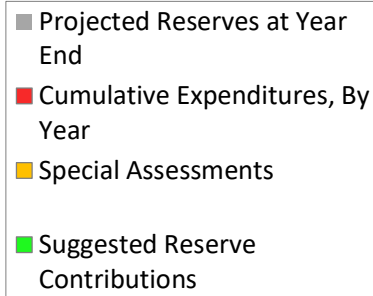 Projected Reserves at Year
End
Cumulative Expenditures, By
Year
Special Assessments
Suggested Reserve
Contributions